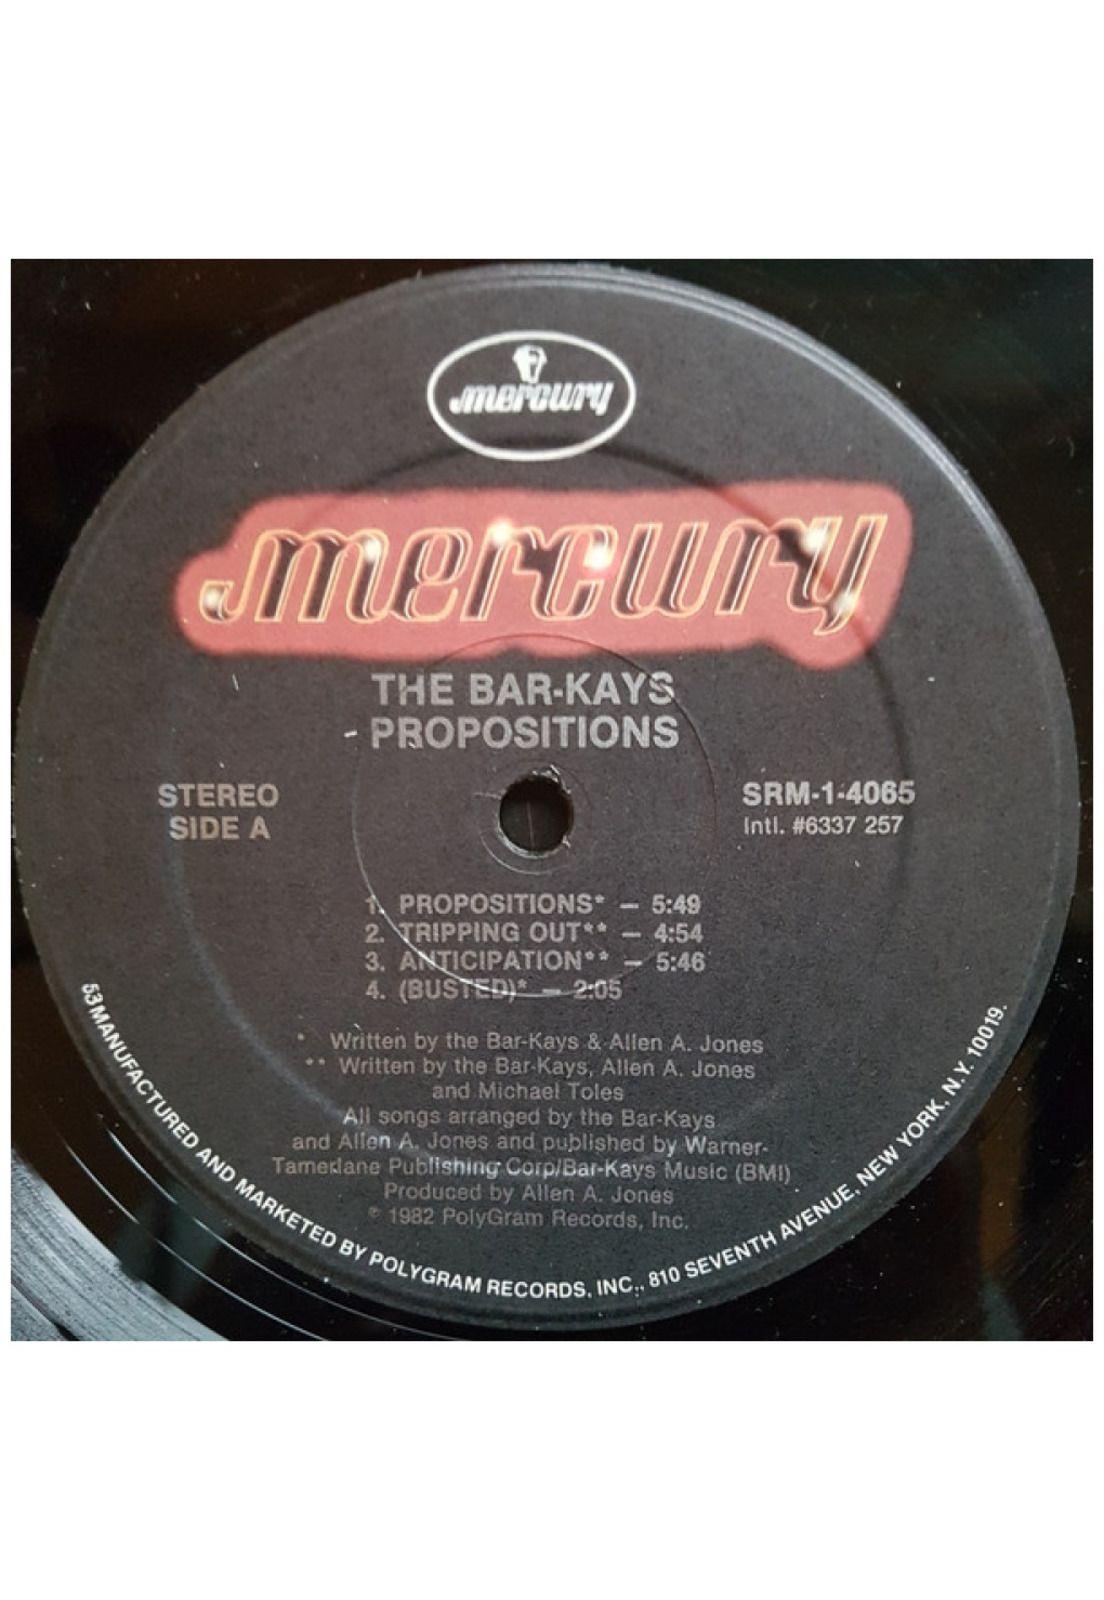 mercury
mercury
THE BAR-KAYS
PROPOSITIONS
STEREO
SIDE A
SRM-1-4065
Intl. #6337 257
1. PROPOSITIONS* — 5:49
2. TRIPPING OUT** — 4:54
3. ANTICIPATION** — 5:46
4. (BUSTED)* — 2:05
* Written by the Bar-Kays & Allen A. Jones
** Written by the Bar-Kays, Allen A. Jones
and Michael Toles
All songs arranged by the Bar-Kays
and Allen A. Jones and published by Warner-
Tamerlane Publishing Corp/Bar-Kays Music (BMI)
Produced by Allen A. Jones
℗ 1982 PolyGram Records, Inc.
53 MANUFACTURED AND MARKETED BY POLYGRAM RECORDS, INC., 810 SEVENTH AVENUE, NEW YORK, N.Y. 10019.